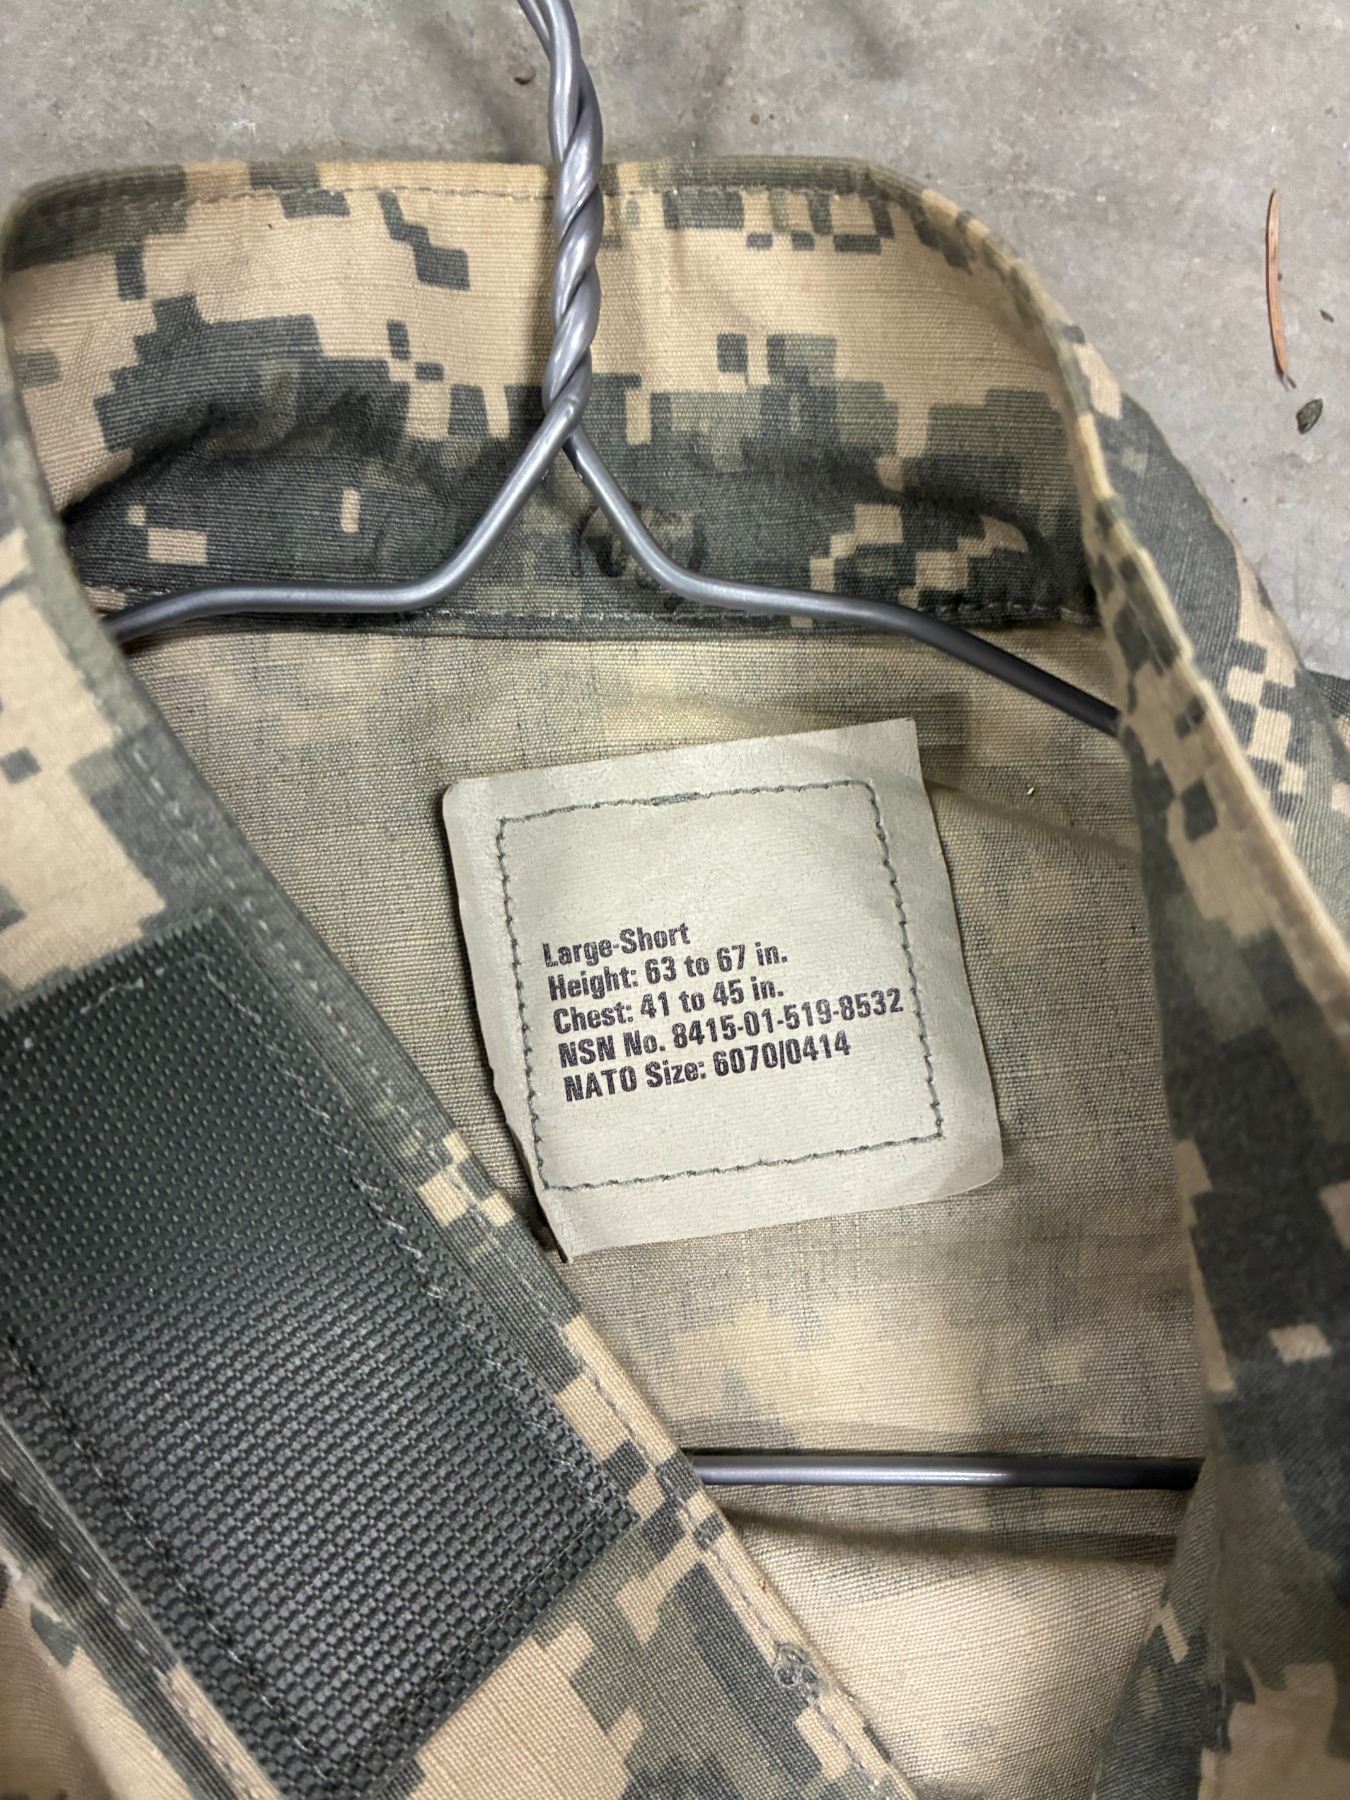 Large-Short
Height: 63 to 67 in.
Chest: 41 to 45 in.
NSN No. 8415-01-519-8532
NATO Size: 6070/0414